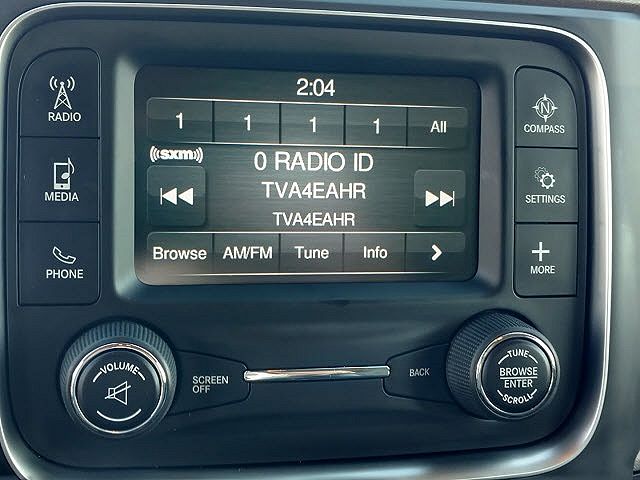 2:04
1 1 1 1 All
((sxm))
0 RADIO ID
TVA4EAHR
TVA4EAHR
Browse AM/FM Tune Info >
RADIO
MEDIA
PHONE
N
COMPASS
SETTINGS
+
MORE
VOLUME
SCREEN
OFF
BACK
TUNE
BROWSE
ENTER
SCROLL